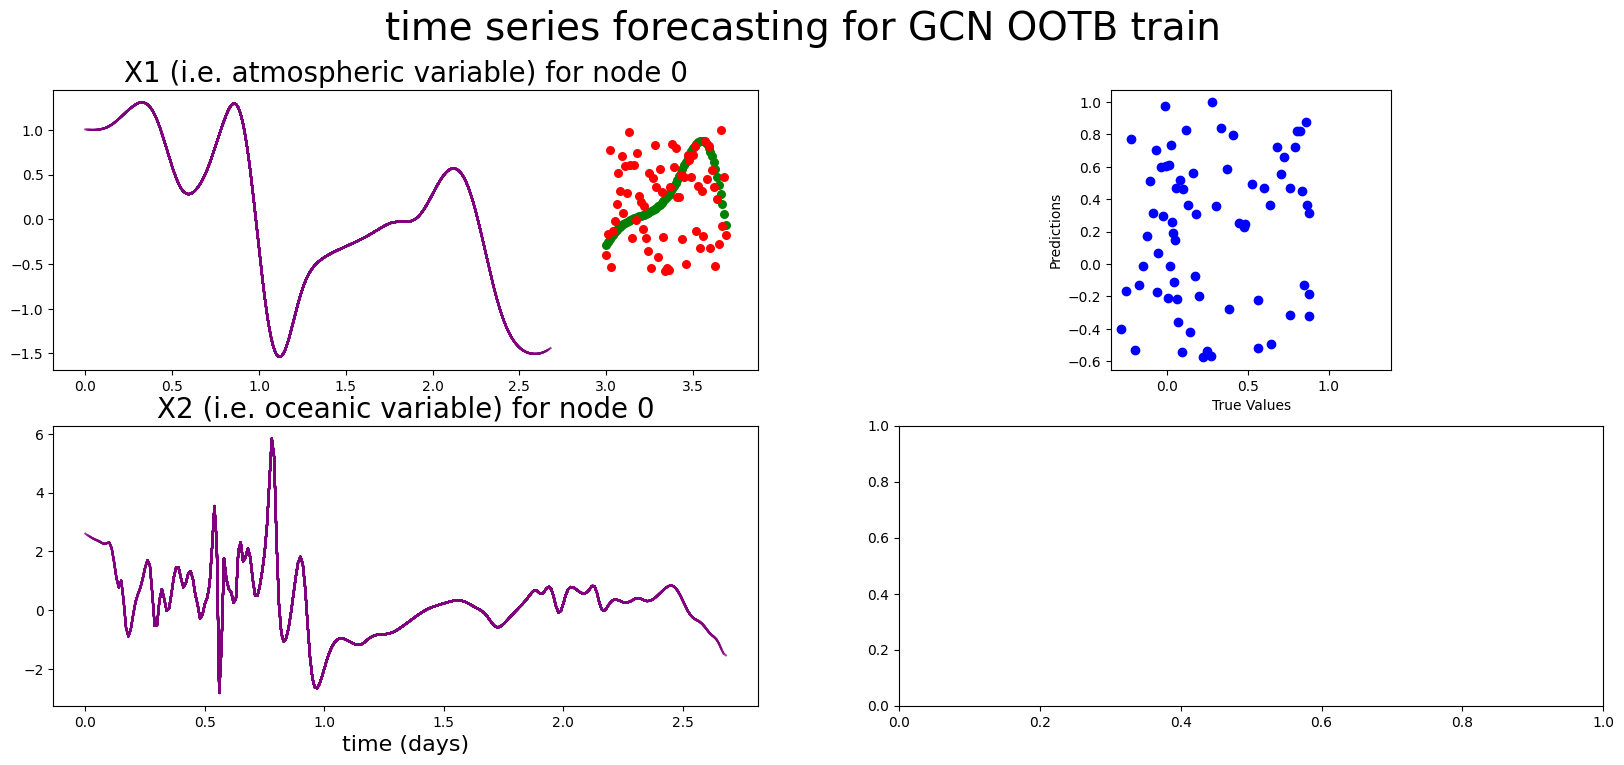 time series forecasting for GCN OOTB train
X1 (i.e. atmospheric variable) for node 0
1.0
0.5
0.0
−0.5
−1.0
−1.5
0.0 0.5 1.0 1.5 2.0 2.5 3.0 3.5
Predictions
1.0
0.8
0.6
0.4
0.2
0.0
−0.2
−0.4
−0.6
0.0 0.5 1.0
True Values
X2 (i.e. oceanic variable) for node 0
6
4
2
0
−2
0.0 0.5 1.0 1.5 2.0 2.5
time (days)
1.0
0.8
0.6
0.4
0.2
0.0
0.0 0.2 0.4 0.6 0.8 1.0